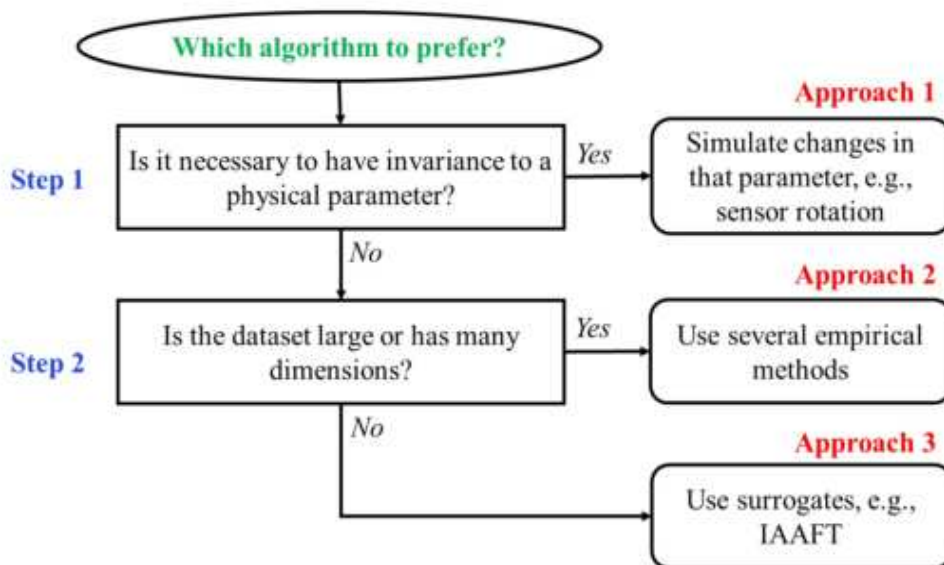 Which algorithm to prefer?
Approach 1
Step 1
Is it necessary to have invariance to a
physical parameter?
Yes
Simulate changes in
that parameter, e.g.,
sensor rotation
No
Approach 2
Step 2
Is the dataset large or has many
dimensions?
Yes
Use several empirical
methods
No
Approach 3
Use surrogates, e.g.,
IAAFT